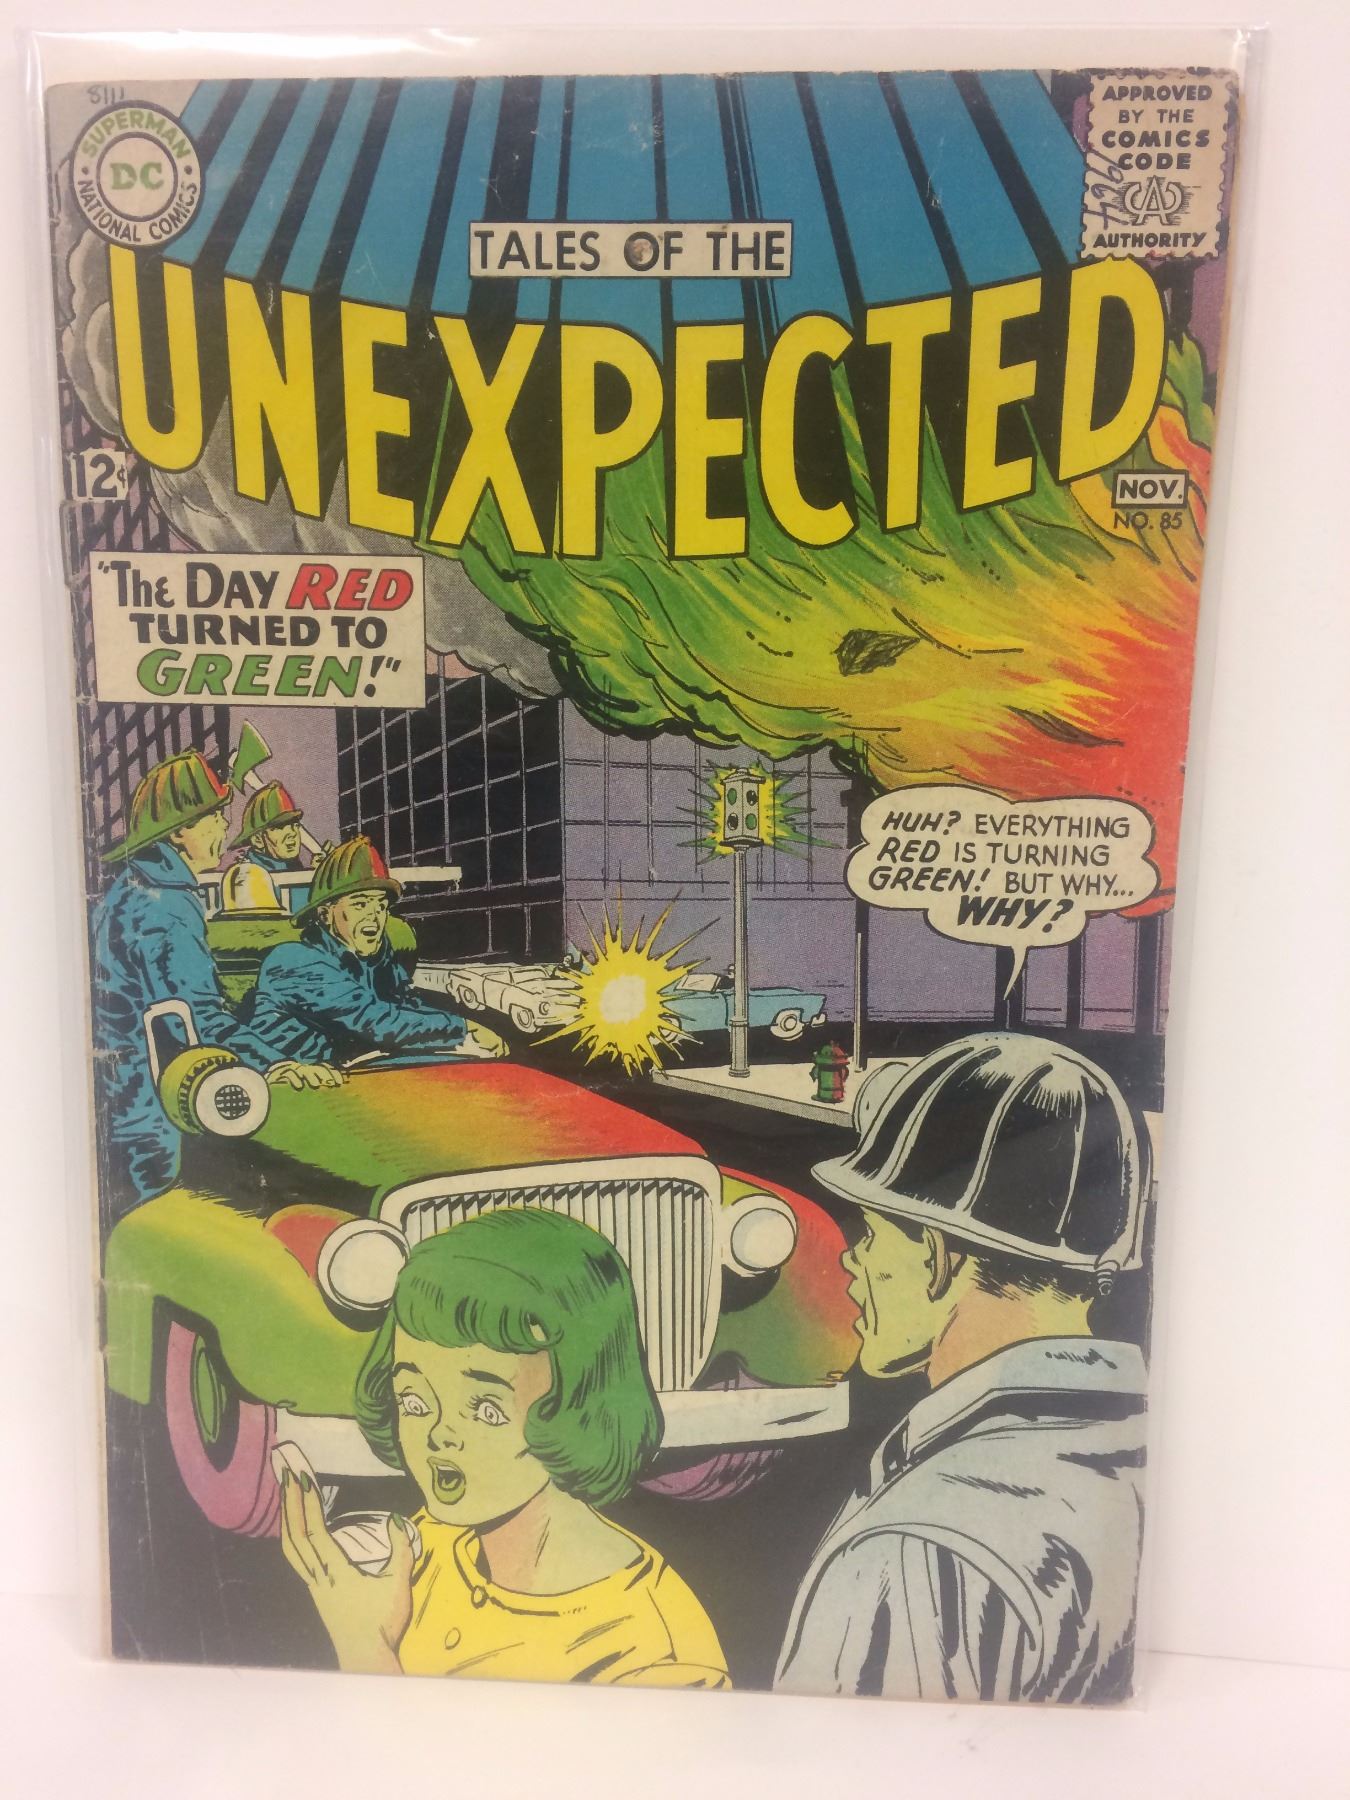 8111
SUPERMAN
DC
NATIONAL COMICS
APPROVED
BY THE
COMICS
CODE
AUTHORITY
TALES OF THE
UNEXPECTED
12¢
NOV.
NO. 85
"THE DAY RED
TURNED TO
GREEN!"
HUH? EVERYTHING
RED IS TURNING
GREEN! BUT WHY...
WHY?